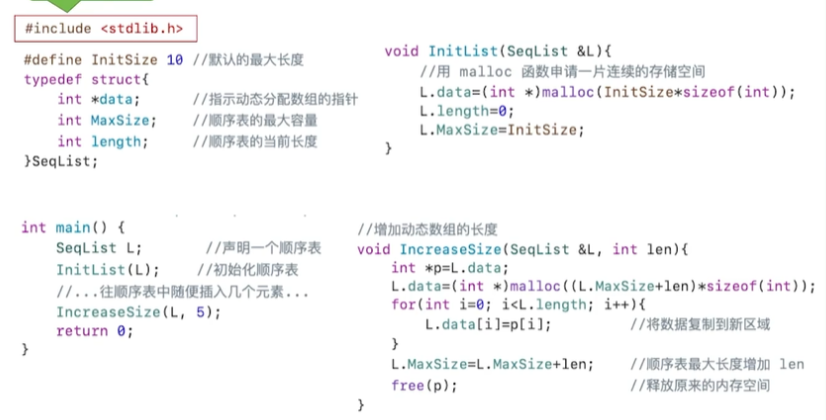 #include <stdlib.h>
#define InitSize 10 //默认的最大长度
typedef struct{
    int *data;        //指示动态分配数组的指针
    int MaxSize;      //顺序表的最大容量
    int length;       //顺序表的当前长度
}SeqList;
void InitList(SeqList &L){
    //用 malloc 函数申请一片连续的存储空间
    L.data=(int *)malloc(InitSize*sizeof(int));
    L.length=0;
    L.MaxSize=InitSize;
}
int main() {
    SeqList L;        //声明一个顺序表
    InitList(L);     //初始化顺序表
    //...往顺序表中随便插入几个元素...
    IncreaseSize(L, 5);
    return 0;
}
//增加动态数组的长度
void IncreaseSize(SeqList &L, int len){
    int *p=L.data;
    L.data=(int *)malloc((L.MaxSize+len)*sizeof(int));
    for(int i=0; i<L.length; i++){
        L.data[i]=p[i];        //将数据复制到新区域
    }
    L.MaxSize=L.MaxSize+len;    //顺序表最大长度增加 len
    free(p);                    //释放原来的内存空间
}